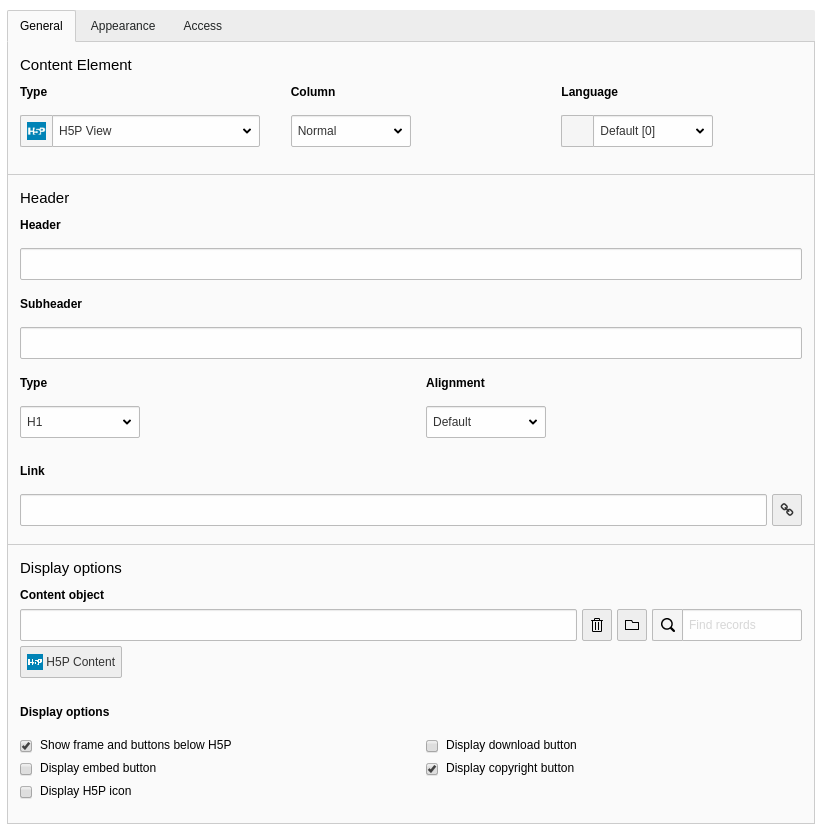 General Appearance Access
Content Element
Type Column Language
H5P H5P View Normal Default [0]
Header
Header
Subheader
Type Alignment
H1 Default
Link
Display options
Content object
Find records
H5P H5P Content
Display options
Show frame and buttons below H5P Display download button
Display embed button Display copyright button
Display H5P icon